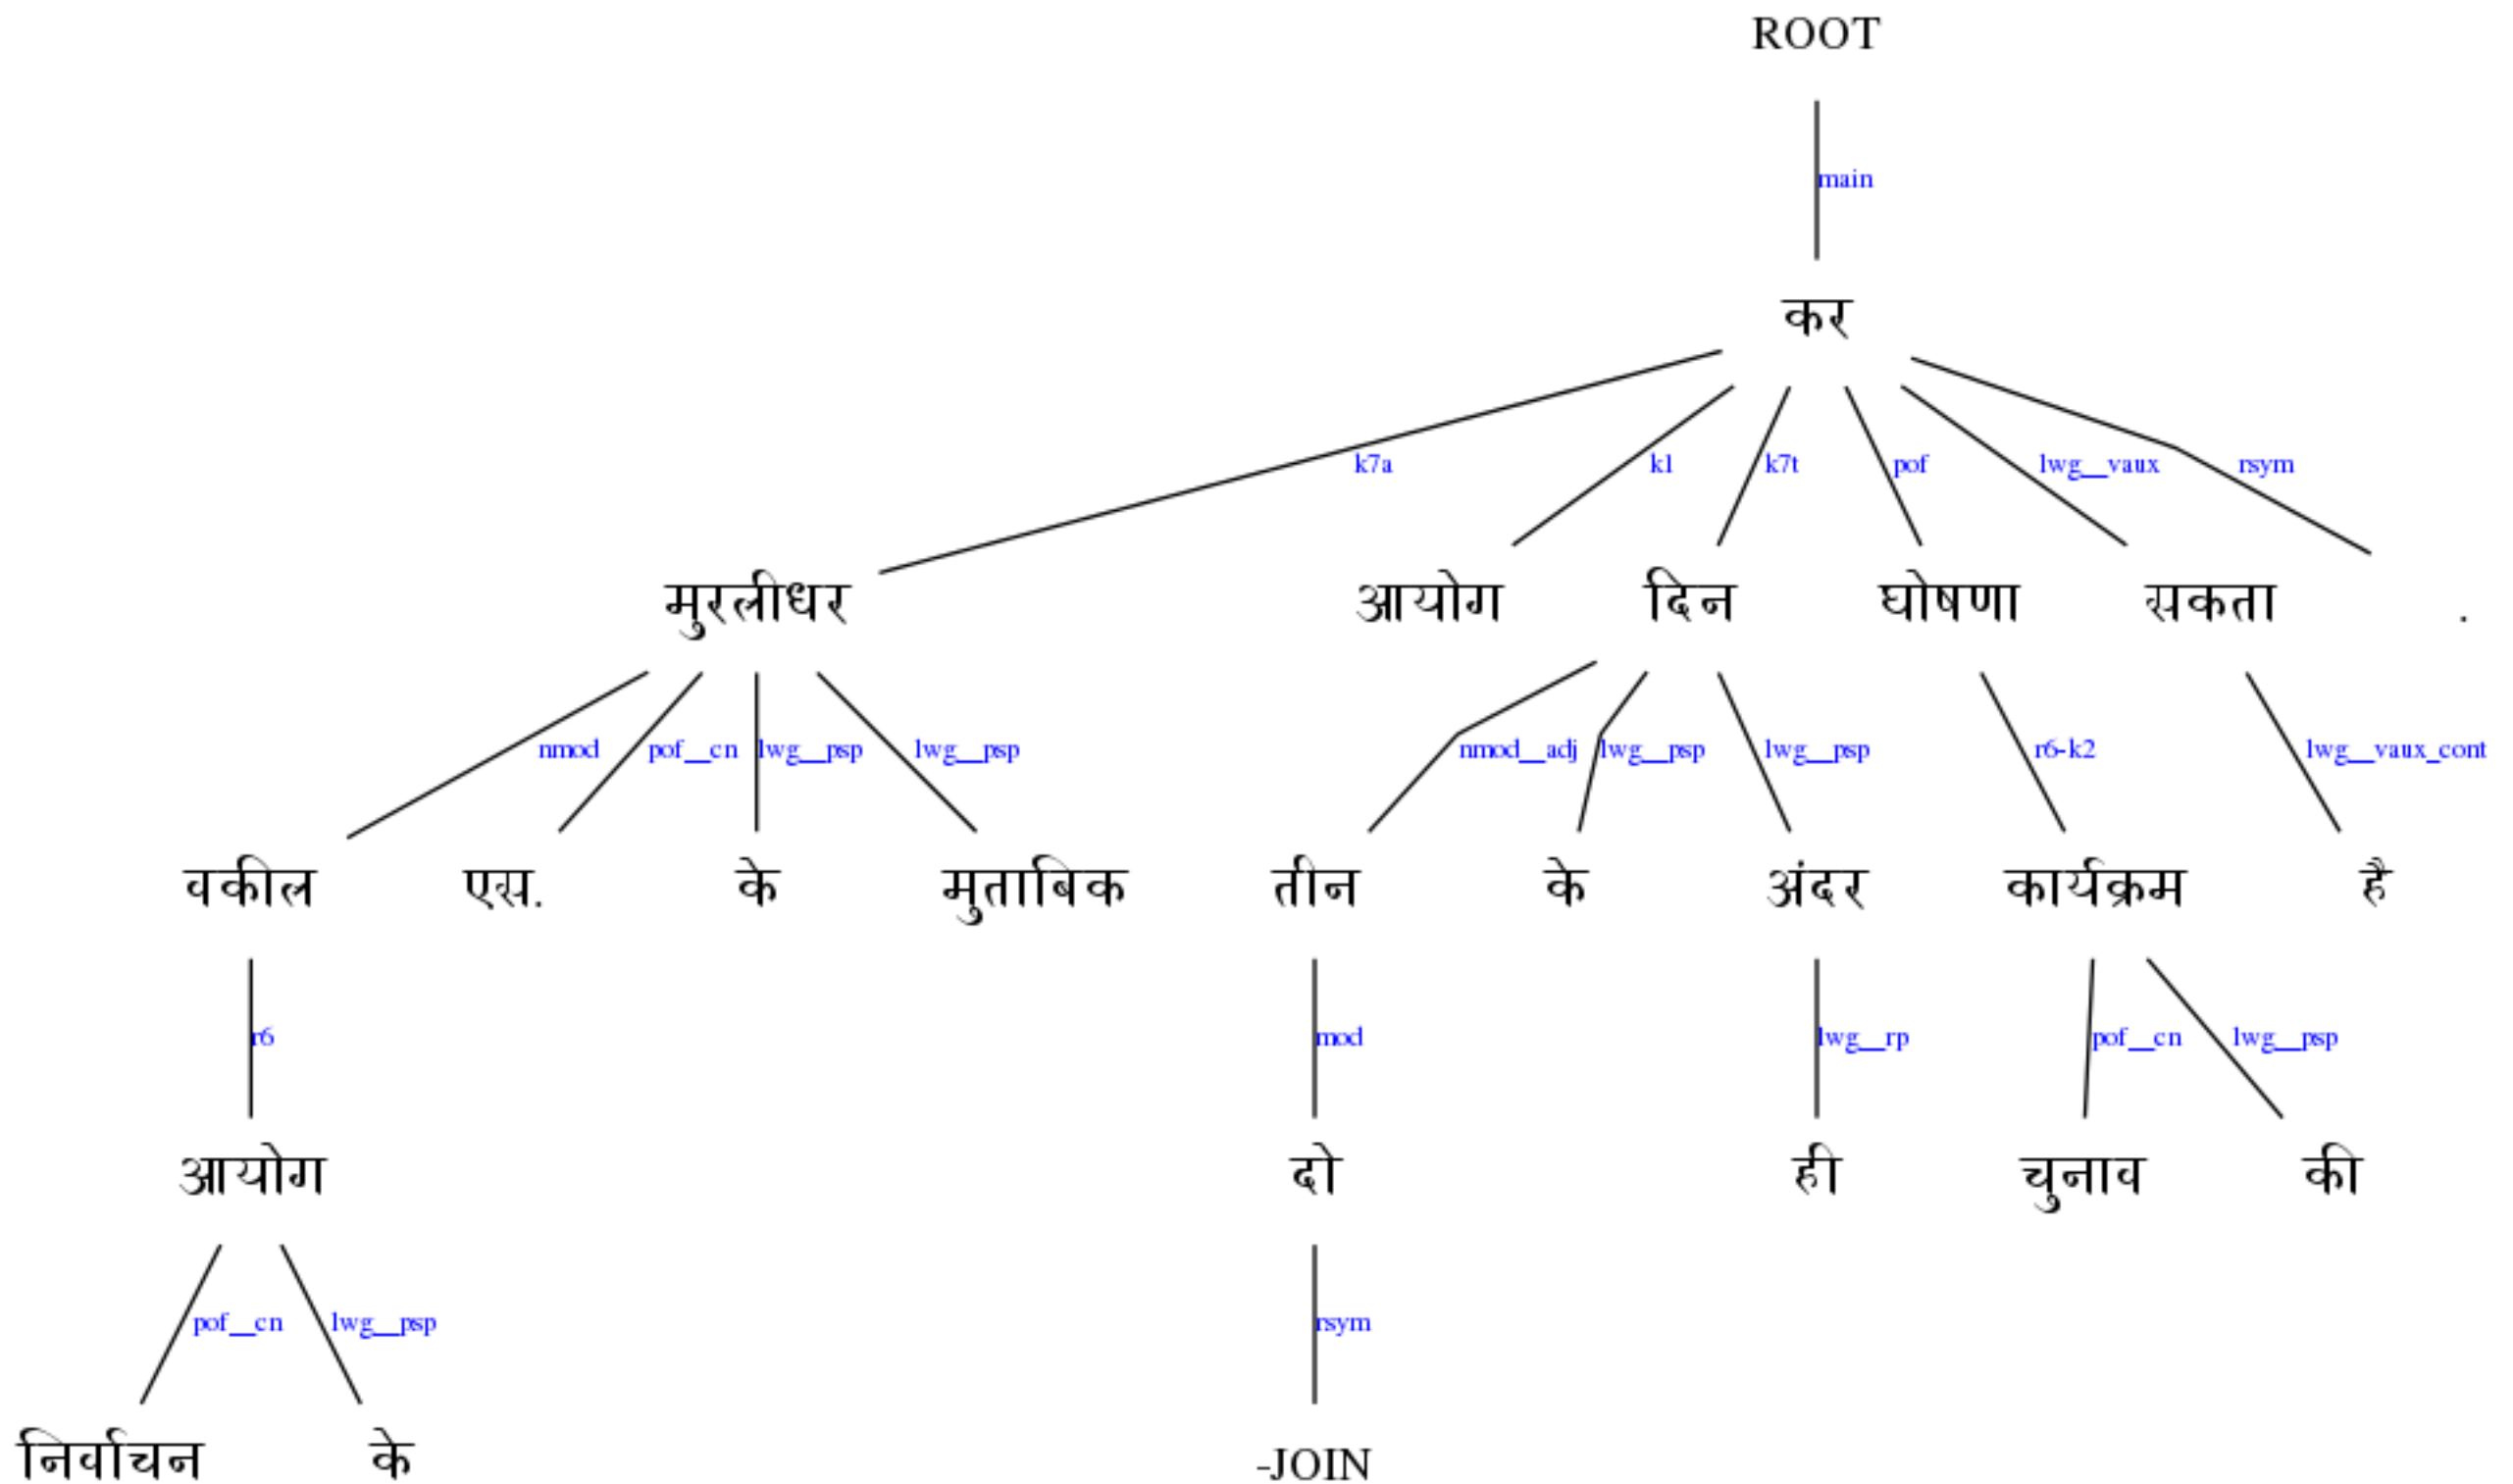 ROOT
main
कर
k7a k1 k7t pof lwg__vaux rsym
मुरलीधर आयोग दिन घोषणा सकता .
nmod pof__cn lwg__psp lwg__psp nmod__adj lwg__psp lwg__psp r6-k2 lwg__vaux_cont
वकील एस. के मुताबिक तीन के अंदर कार्यक्रम है
r6 mod lwg__rp pof__cn lwg__psp
आयोग दो ही चुनाव की
pof__cn lwg__psp rsym
निर्वाचन के -JOIN